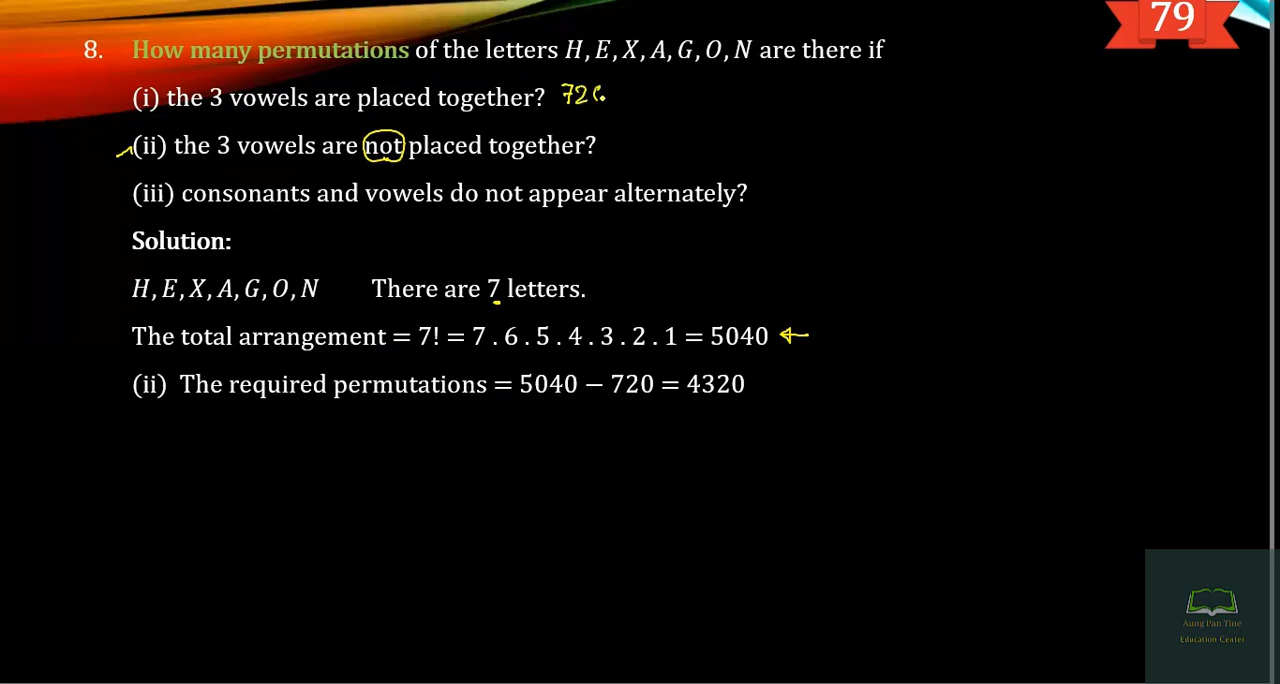 79
8. How many permutations of the letters H, E, X, A, G, O, N are there if
(i) the 3 vowels are placed together? 720
(ii) the 3 vowels are not placed together?
(iii) consonants and vowels do not appear alternately?
Solution:
H, E, X, A, G, O, N There are 7 letters.
The total arrangement = 7! = 7 . 6 . 5 . 4 . 3 . 2 . 1 = 5040
(ii) The required permutations = 5040 − 720 = 4320
Aung Pan Tine
Education Center